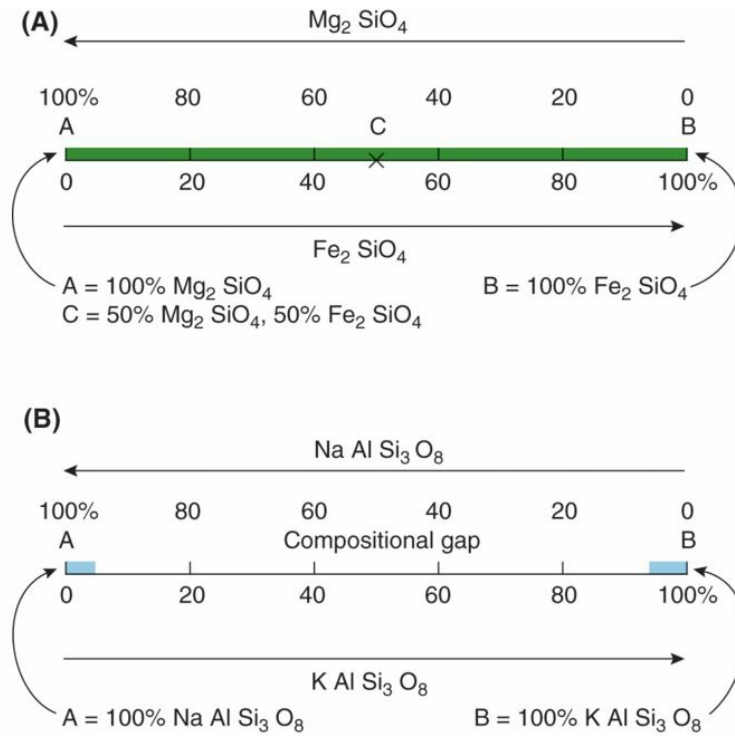 (A)
Mg₂ SiO₄
100% 80 60 40 20 0
A C B
0 20 40 60 80 100%
Fe₂ SiO₄
A = 100% Mg₂ SiO₄ B = 100% Fe₂ SiO₄
C = 50% Mg₂ SiO₄, 50% Fe₂ SiO₄
(B)
Na Al Si₃ O₈
100% 80 60 40 20 0
A Compositional gap B
0 20 40 60 80 100%
K Al Si₃ O₈
A = 100% Na Al Si₃ O₈ B = 100% K Al Si₃ O₈